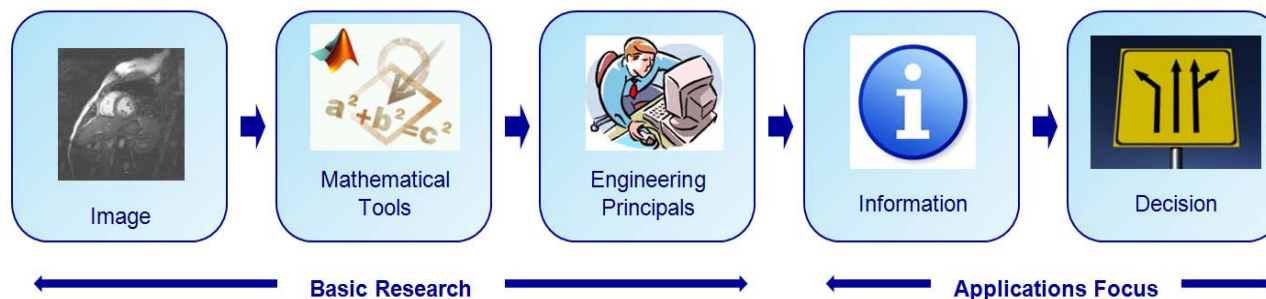 Image
a²+b²=c²
Mathematical
Tools
Engineering
Principals
i
Information
Decision
Basic Research
Applications Focus